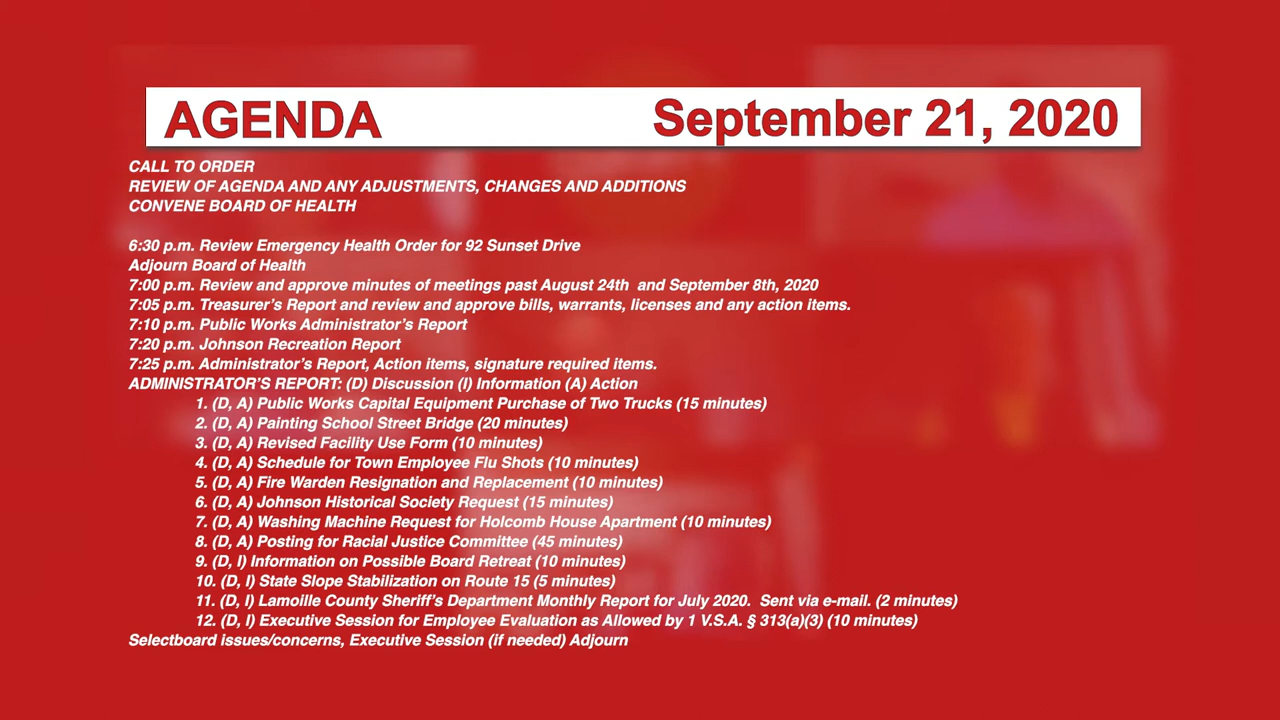 AGENDA September 21, 2020
CALL TO ORDER
REVIEW OF AGENDA AND ANY ADJUSTMENTS, CHANGES AND ADDITIONS
CONVENE BOARD OF HEALTH
6:30 p.m. Review Emergency Health Order for 92 Sunset Drive
Adjourn Board of Health
7:00 p.m. Review and approve minutes of meetings past August 24th  and September 8th, 2020
7:05 p.m. Treasurer’s Report and review and approve bills, warrants, licenses and any action items.
7:10 p.m. Public Works Administrator’s Report
7:20 p.m. Johnson Recreation Report
7:25 p.m. Administrator’s Report, Action items, signature required items.
ADMINISTRATOR’S REPORT: (D) Discussion (I) Information (A) Action
1. (D, A) Public Works Capital Equipment Purchase of Two Trucks (15 minutes)
2. (D, A) Painting School Street Bridge (20 minutes)
3. (D, A) Revised Facility Use Form (10 minutes)
4. (D, A) Schedule for Town Employee Flu Shots (10 minutes)
5. (D, A) Fire Warden Resignation and Replacement (10 minutes)
6. (D, A) Johnson Historical Society Request (15 minutes)
7. (D, A) Washing Machine Request for Holcomb House Apartment (10 minutes)
8. (D, A) Posting for Racial Justice Committee (45 minutes)
9. (D, I) Information on Possible Board Retreat (10 minutes)
10. (D, I) State Slope Stabilization on Route 15 (5 minutes)
11. (D, I) Lamoille County Sheriff’s Department Monthly Report for July 2020.  Sent via e-mail. (2 minutes)
12. (D, I) Executive Session for Employee Evaluation as Allowed by 1 V.S.A. § 313(a)(3) (10 minutes)
Selectboard issues/concerns, Executive Session (if needed) Adjourn